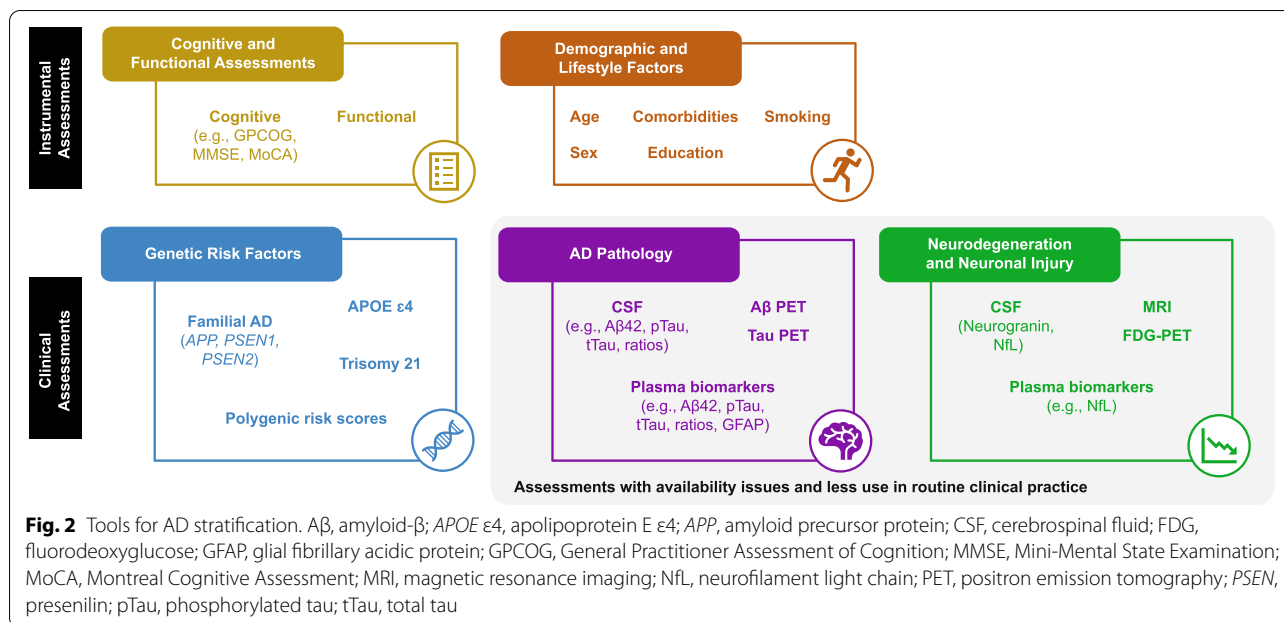 Instrumental
Assessments
Cognitive and
Functional Assessments
Cognitive
(e.g., GPCOG,
MMSE, MoCA)
Functional
Demographic and
Lifestyle Factors
Age
Comorbidities
Smoking
Sex
Education
Clinical
Assessments
Genetic Risk Factors
Familial AD
(APP, PSEN1,
PSEN2)
APOE ε4
Trisomy 21
Polygenic risk scores
AD Pathology
CSF
(e.g., Aβ42, pTau,
tTau, ratios)
Aβ PET
Tau PET
Plasma biomarkers
(e.g., Aβ42, pTau,
tTau, ratios, GFAP)
Neurodegeneration
and Neuronal Injury
CSF
(Neurogranin,
NfL)
MRI
FDG-PET
Plasma biomarkers
(e.g., NfL)
Assessments with availability issues and less use in routine clinical practice
Fig. 2 Tools for AD stratification. Aβ, amyloid-β; APOE ε4, apolipoprotein E ε4; APP, amyloid precursor protein; CSF, cerebrospinal fluid; FDG,
fluorodeoxyglucose; GFAP, glial fibrillary acidic protein; GPCOG, General Practitioner Assessment of Cognition; MMSE, Mini-Mental State Examination;
MoCA, Montreal Cognitive Assessment; MRI, magnetic resonance imaging; NfL, neurofilament light chain; PET, positron emission tomography; PSEN,
presenilin; pTau, phosphorylated tau; tTau, total tau